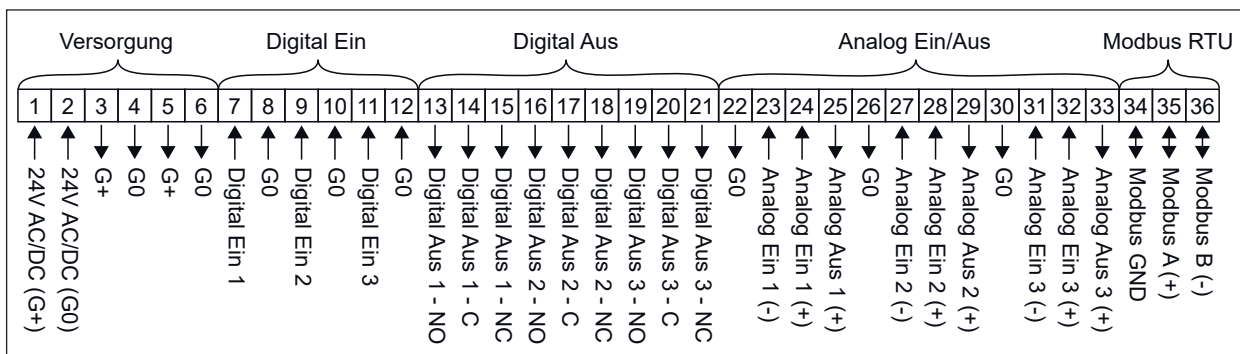 Versorgung
Digital Ein
Digital Aus
Analog Ein/Aus
Modbus RTU
1 2 3 4 5 6 7 8 9 10 11 12 13 14 15 16 17 18 19 20 21 22 23 24 25 26 27 28 29 30 31 32 33 34 35 36
24V AC/DC (G+)
24V AC/DC (G0)
G+
G0
G+
G0
Digital Ein 1
G0
Digital Ein 2
G0
Digital Ein 3
G0
Digital Aus 1 - NO
Digital Aus 1 - C
Digital Aus 1 - NC
Digital Aus 2 - NO
Digital Aus 2 - C
Digital Aus 2 - NC
Digital Aus 3 - NO
Digital Aus 3 - C
Digital Aus 3 - NC
G0
Analog Ein 1 (-)
Analog Ein 1 (+)
Analog Aus 1 (+)
G0
Analog Ein 2 (-)
Analog Ein 2 (+)
Analog Aus 2 (+)
G0
Analog Ein 3 (-)
Analog Ein 3 (+)
Analog Aus 3 (+)
Modbus GND
Modbus A (+)
Modbus B (-)